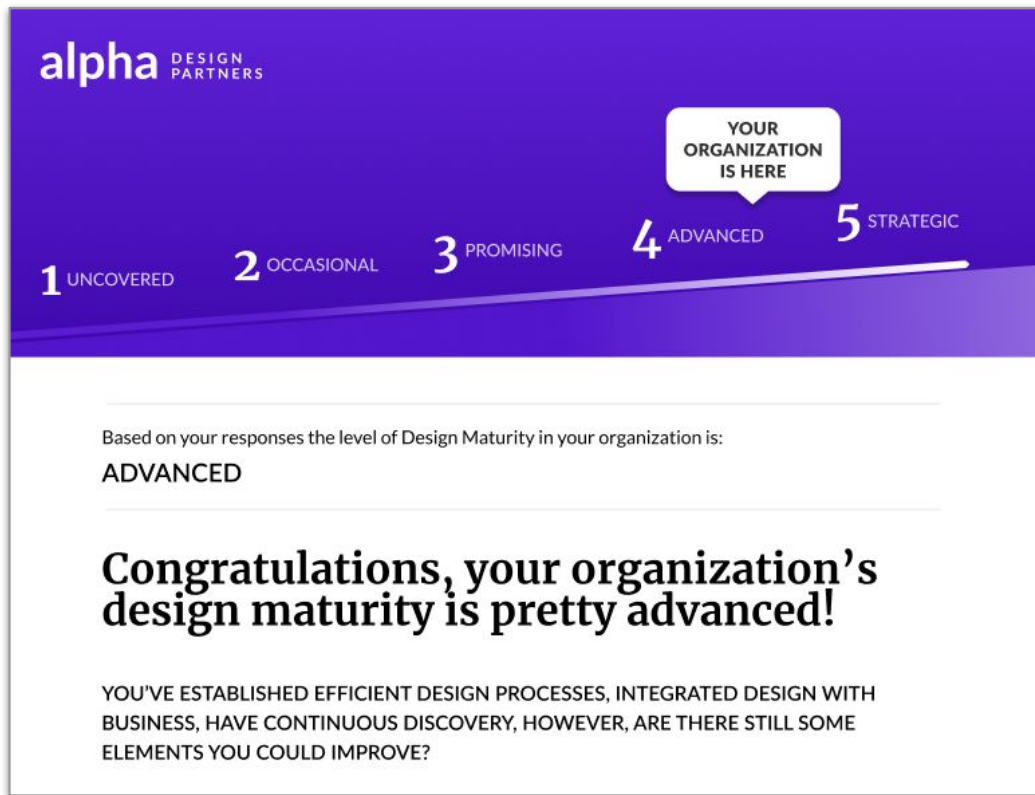 alpha DESIGN
PARTNERS
YOUR
ORGANIZATION
IS HERE
1 UNCOVERED
2 OCCASIONAL
3 PROMISING
4 ADVANCED
5 STRATEGIC
Based on your responses the level of Design Maturity in your organization is:
ADVANCED
Congratulations, your organization’s
design maturity is pretty advanced!
YOU’VE ESTABLISHED EFFICIENT DESIGN PROCESSES, INTEGRATED DESIGN WITH
BUSINESS, HAVE CONTINUOUS DISCOVERY, HOWEVER, ARE THERE STILL SOME
ELEMENTS YOU COULD IMPROVE?